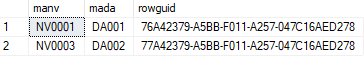 manv mada rowguid
1 NV0001 DA001 76A42379-A5BB-F011-A257-047C16AED278
2 NV0003 DA002 77A42379-A5BB-F011-A257-047C16AED278